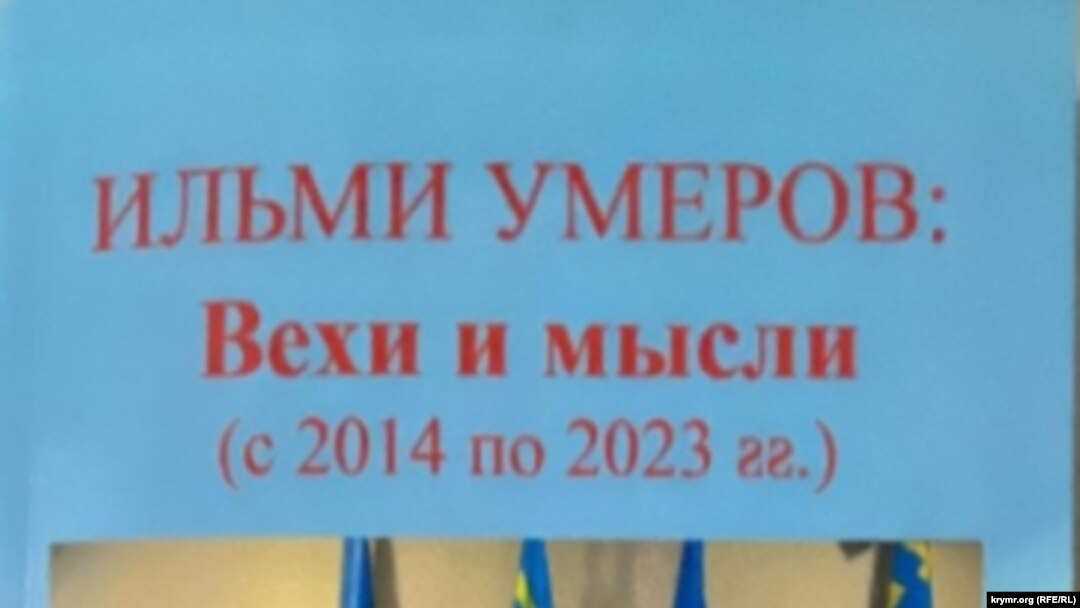 ИЛЬМИ УМЕРОВ:
Вехи и мысли
(с 2014 по 2023 гг.)
krymr.org (RFE/RL)